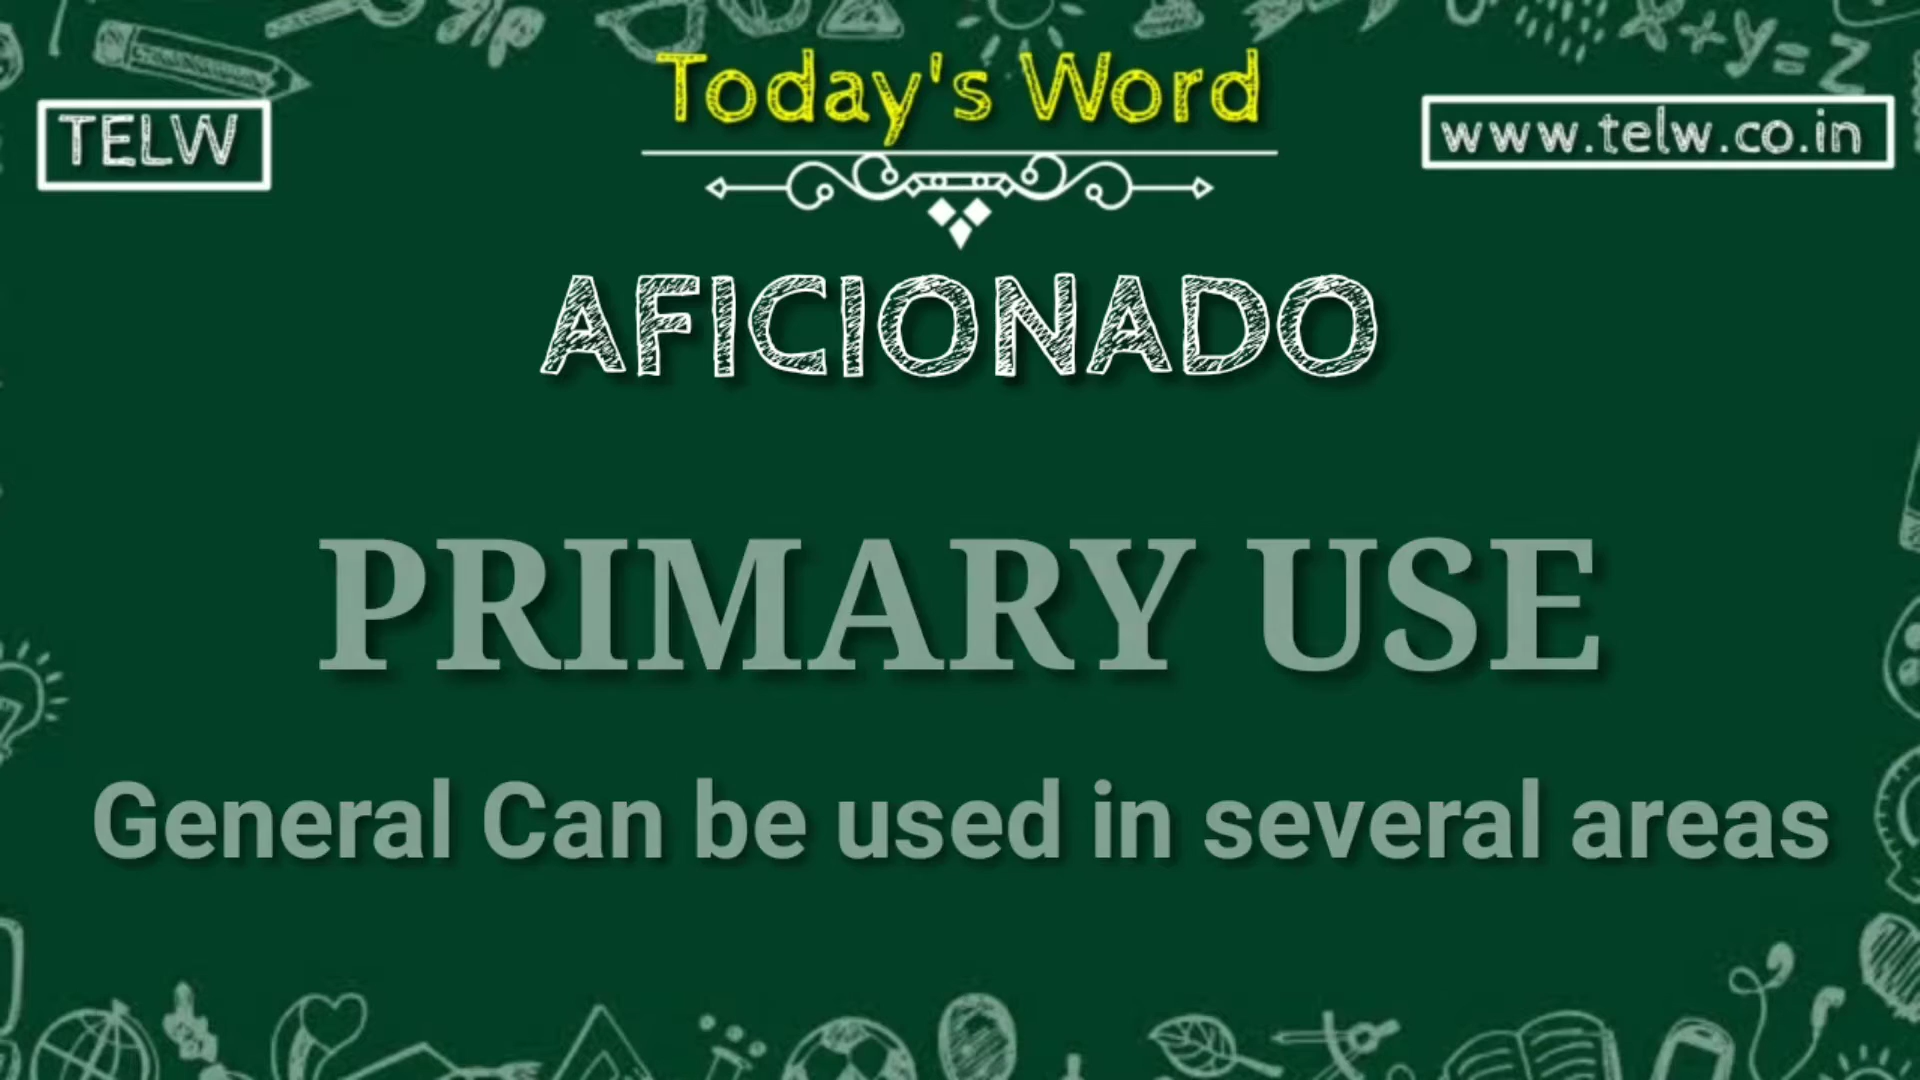 Today's Word
TELW
www.telw.co.in
AFICIONADO
PRIMARY USE
General Can be used in several areas
x+y=z